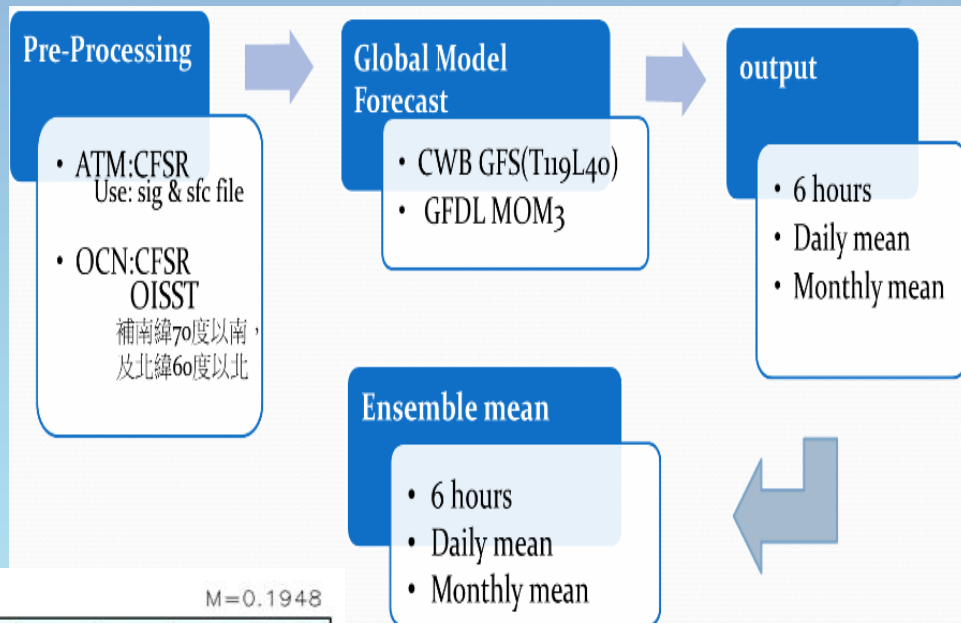 Pre-Processing
• ATM:CFSR
Use: sig & sfc file
• OCN:CFSR
OISST
補南緯70度以南，
及北緯60度以北
Global Model
Forecast
• CWB GFS(T119L40)
• GFDL MOM3
output
• 6 hours
• Daily mean
• Monthly mean
Ensemble mean
• 6 hours
• Daily mean
• Monthly mean
M=0.1948